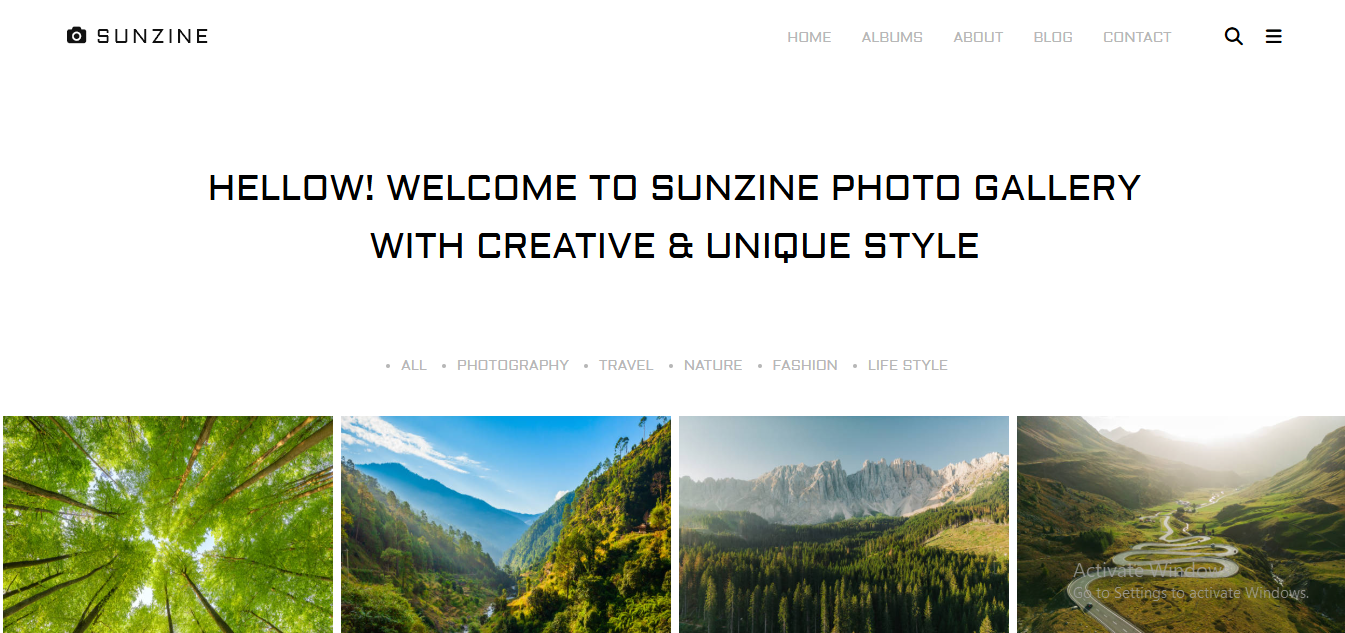 SUNZINE
HOME ALBUMS ABOUT BLOG CONTACT
HELLOW! WELCOME TO SUNZINE PHOTO GALLERY
WITH CREATIVE & UNIQUE STYLE
• ALL • PHOTOGRAPHY • TRAVEL • NATURE • FASHION • LIFE STYLE
Activate Windows
Go to Settings to activate Windows.